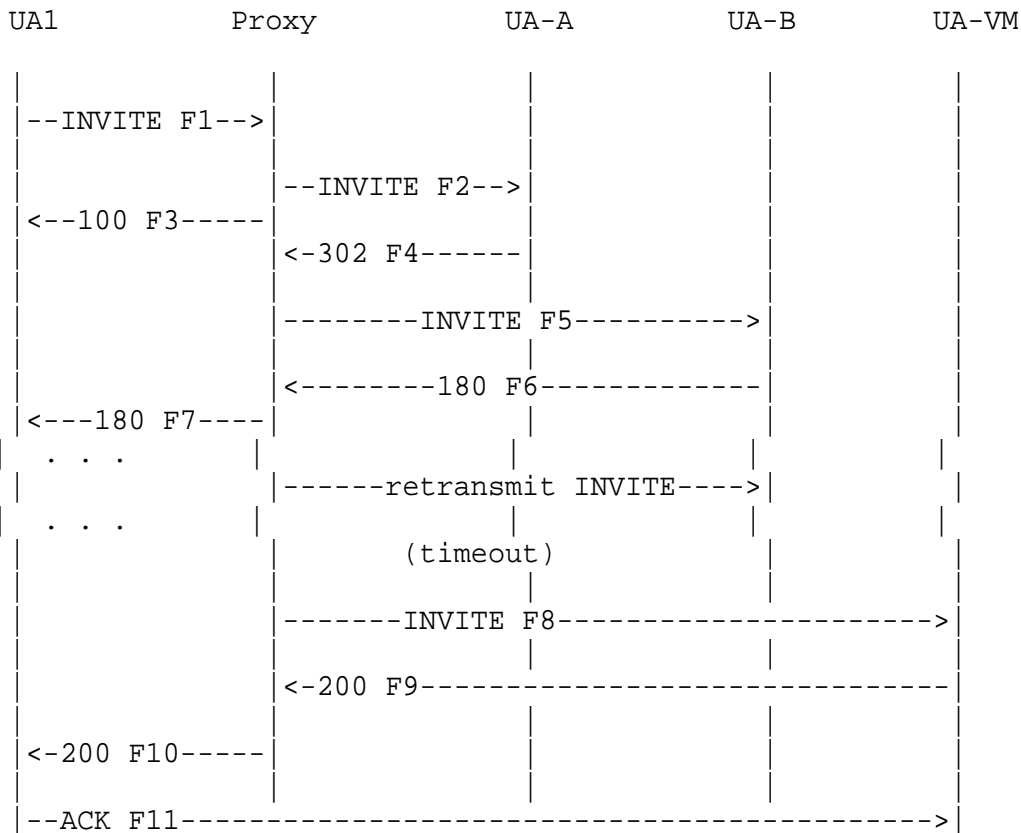 UA1 Proxy UA-A UA-B UA-VM
| | | | |
|--INVITE F1-->| | | |
| | | | |
| |--INVITE F2-->| | |
|<--100 F3-----| | | |
| |<-302 F4------| | |
| | | | |
| |--------INVITE F5---------->| |
| | | | |
| |<--------180 F6-------------| |
|<---180 F7----| | | |
| . . . | | | |
| |------retransmit INVITE---->| |
| . . . | | | |
| | (timeout) | |
| | | | |
| |-------INVITE F8---------------------->|
| | | | |
| |<-200 F9-------------------------------|
| | | | |
|<-200 F10-----| | | |
| | | | |
|--ACK F11-------------------------------------------->|